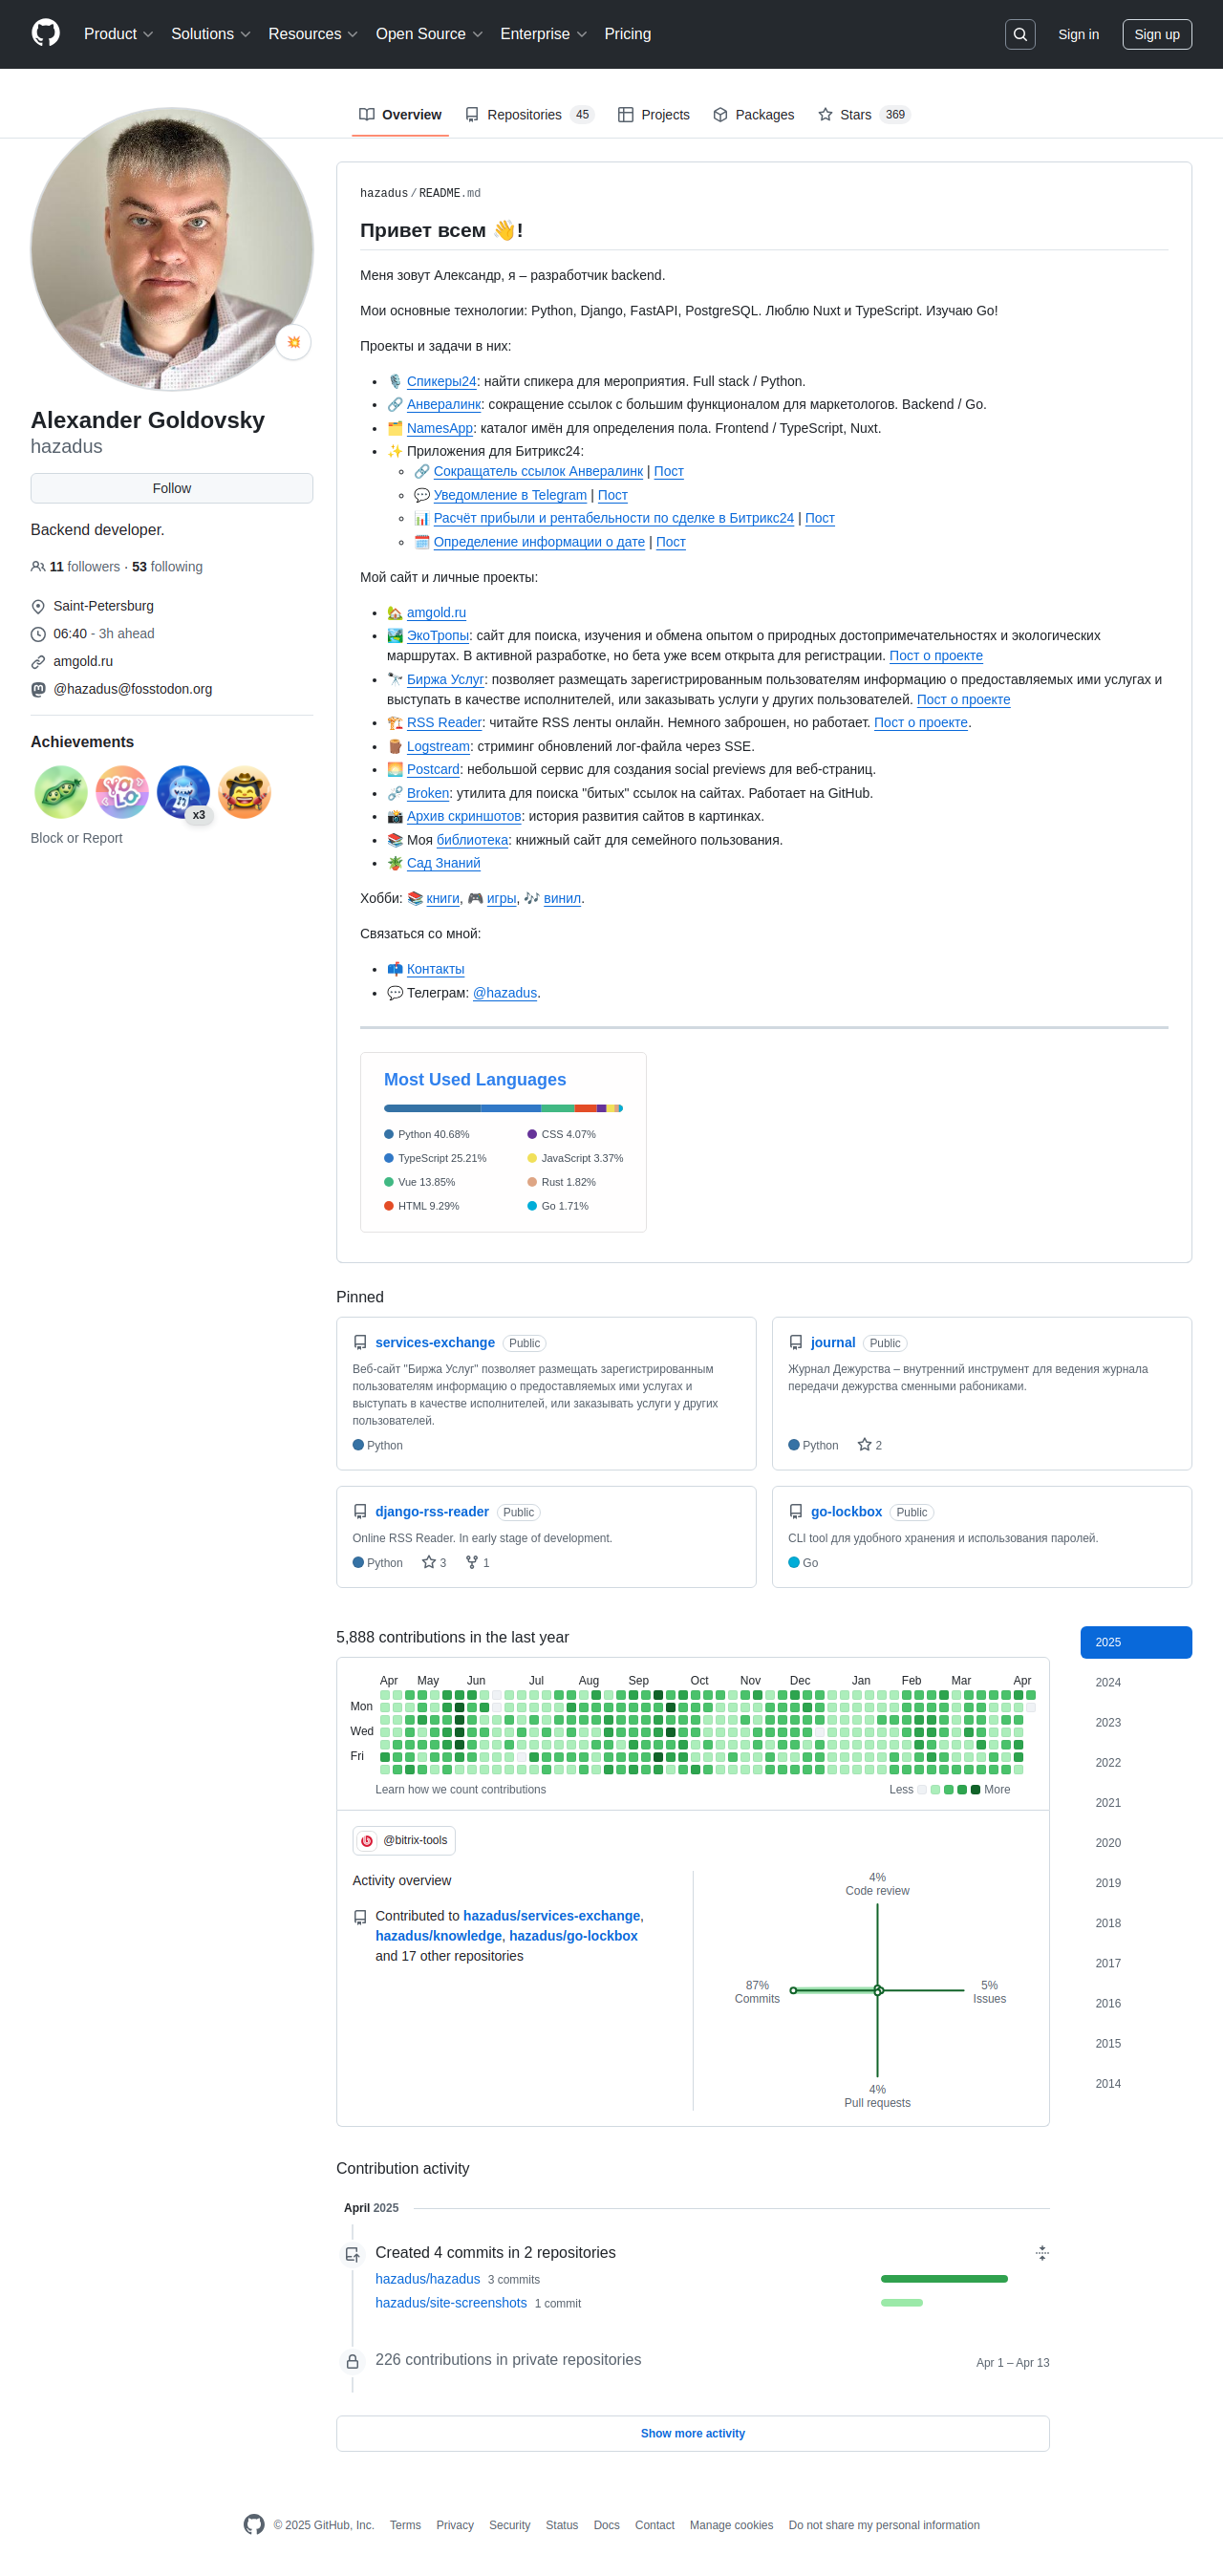 Product Solutions Resources Open Source Enterprise Pricing Sign in Sign up
Overview Repositories 45 Projects Packages Stars 369
Alexander Goldovsky
hazadus
Follow
Backend developer.
11 followers · 53 following
Saint-Petersburg
06:40 - 3h ahead
amgold.ru
@hazadus@fosstodon.org
Achievements
YOLO
x3
Block or Report
hazadus/README.md
Привет всем 👋!
Меня зовут Александр, я – разработчик backend.
Мои основные технологии: Python, Django, FastAPI, PostgreSQL. Люблю Nuxt и TypeScript. Изучаю Go!
Проекты и задачи в них:
🎙️ Спикеры24: найти спикера для мероприятия. Full stack / Python.
🔗 Анвералинк: сокращение ссылок с большим функционалом для маркетологов. Backend / Go.
🗂️ NamesApp: каталог имён для определения пола. Frontend / TypeScript, Nuxt.
✨ Приложения для Битрикс24:
🔗 Сокращатель ссылок Анвералинк | Пост
💬 Уведомление в Telegram | Пост
📊 Расчёт прибыли и рентабельности по сделке в Битрикс24 | Пост
🗓️ Определение информации о дате | Пост
Мой сайт и личные проекты:
🏡 amgold.ru
🏞️ ЭкоТропы: сайт для поиска, изучения и обмена опытом о природных достопримечательностях и экологических
маршрутах. В активной разработке, но бета уже всем открыта для регистрации. Пост о проекте
🔭 Биржа Услуг: позволяет размещать зарегистрированным пользователям информацию о предоставляемых ими услугах и
выступать в качестве исполнителей, или заказывать услуги у других пользователей. Пост о проекте
🏗️ RSS Reader: читайте RSS ленты онлайн. Немного заброшен, но работает. Пост о проекте.
🪵 Logstream: стриминг обновлений лог-файла через SSE.
🌅 Postcard: небольшой сервис для создания social previews для веб-страниц.
🔗 Broken: утилита для поиска "битых" ссылок на сайтах. Работает на GitHub.
📸 Архив скриншотов: история развития сайтов в картинках.
📚 Моя библиотека: книжный сайт для семейного пользования.
🪴 Сад Знаний
Хобби: 📚 книги, 🎮 игры, 🎶 винил.
Связаться со мной:
📫 Контакты
💬 Телеграм: @hazadus.
Most Used Languages
Python 40.68% CSS 4.07%
TypeScript 25.21% JavaScript 3.37%
Vue 13.85% Rust 1.82%
HTML 9.29% Go 1.71%
Pinned
services-exchange Public
Веб-сайт "Биржа Услуг" позволяет размещать зарегистрированным
пользователям информацию о предоставляемых ими услугах и
выступать в качестве исполнителей, или заказывать услуги у других
пользователей.
Python
journal Public
Журнал Дежурства – внутренний инструмент для ведения журнала
передачи дежурства сменными рабониками.
Python 2
django-rss-reader Public
Online RSS Reader. In early stage of development.
Python 3 1
go-lockbox Public
CLI tool для удобного хранения и использования паролей.
Go
5,888 contributions in the last year
Apr May Jun Jul Aug Sep Oct Nov Dec Jan Feb Mar Apr
Mon
Wed
Fri
Learn how we count contributions Less More
2025
2024
2023
2022
2021
2020
2019
2018
2017
2016
2015
2014
@bitrix-tools
Activity overview
Contributed to hazadus/services-exchange,
hazadus/knowledge, hazadus/go-lockbox
and 17 other repositories
4%
Code review
87%
Commits
5%
Issues
4%
Pull requests
Contribution activity
April 2025
Created 4 commits in 2 repositories
hazadus/hazadus 3 commits
hazadus/site-screenshots 1 commit
226 contributions in private repositories Apr 1 – Apr 13
Show more activity
© 2025 GitHub, Inc. Terms Privacy Security Status Docs Contact Manage cookies Do not share my personal information